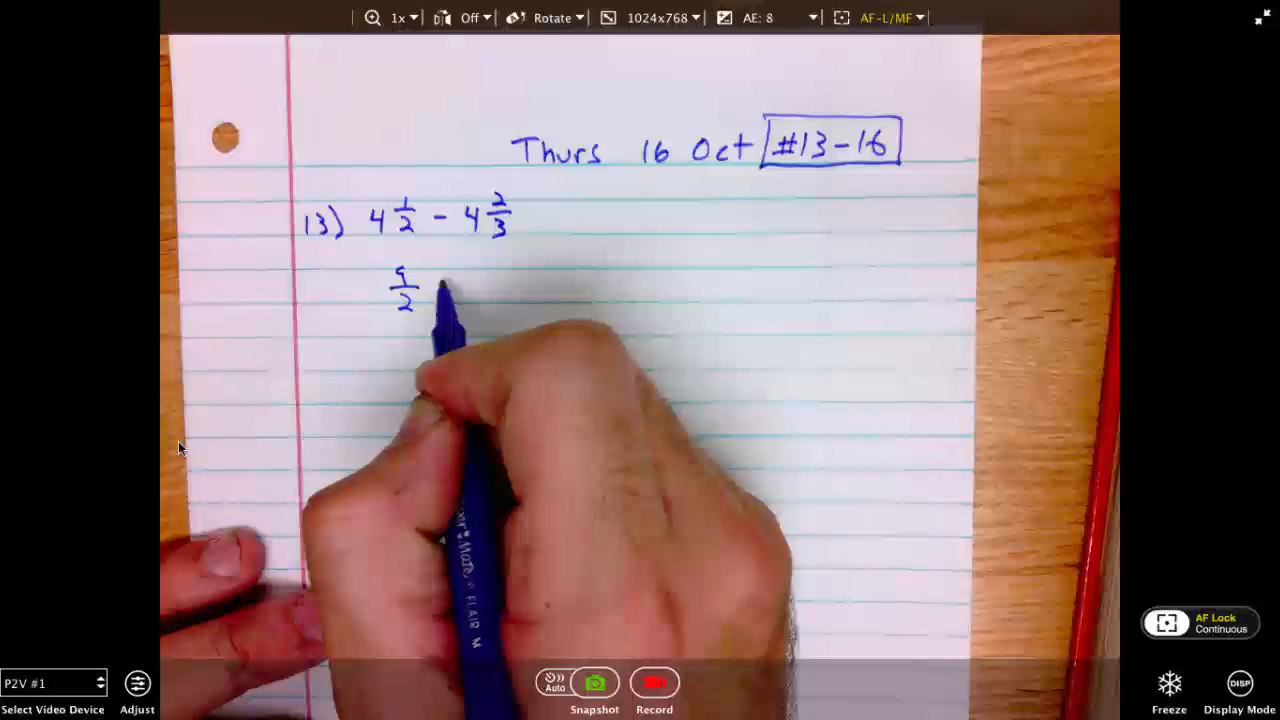 1x Off Rotate 1024x768 AE: 8 AF-L/MF
Thurs 16 Oct #13-16
13) 4 1/2 - 4 2/3
9/2
Mate FLAIR M
AF Lock
Continuous
P2V #1
Auto
Select Video Device Adjust Snapshot Record Freeze DISP Display Mode